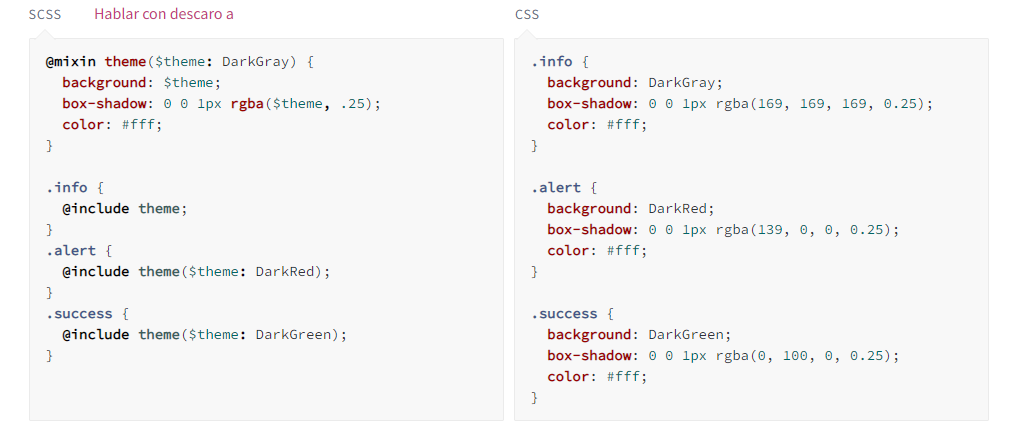 SCSS Hablar con descaro a
@mixin theme($theme: DarkGray) {
  background: $theme;
  box-shadow: 0 0 1px rgba($theme, .25);
  color: #fff;
}

.info {
  @include theme;
}
.alert {
  @include theme($theme: DarkRed);
}
.success {
  @include theme($theme: DarkGreen);
}
CSS
.info {
  background: DarkGray;
  box-shadow: 0 0 1px rgba(169, 169, 169, 0.25);
  color: #fff;
}

.alert {
  background: DarkRed;
  box-shadow: 0 0 1px rgba(139, 0, 0, 0.25);
  color: #fff;
}

.success {
  background: DarkGreen;
  box-shadow: 0 0 1px rgba(0, 100, 0, 0.25);
  color: #fff;
}